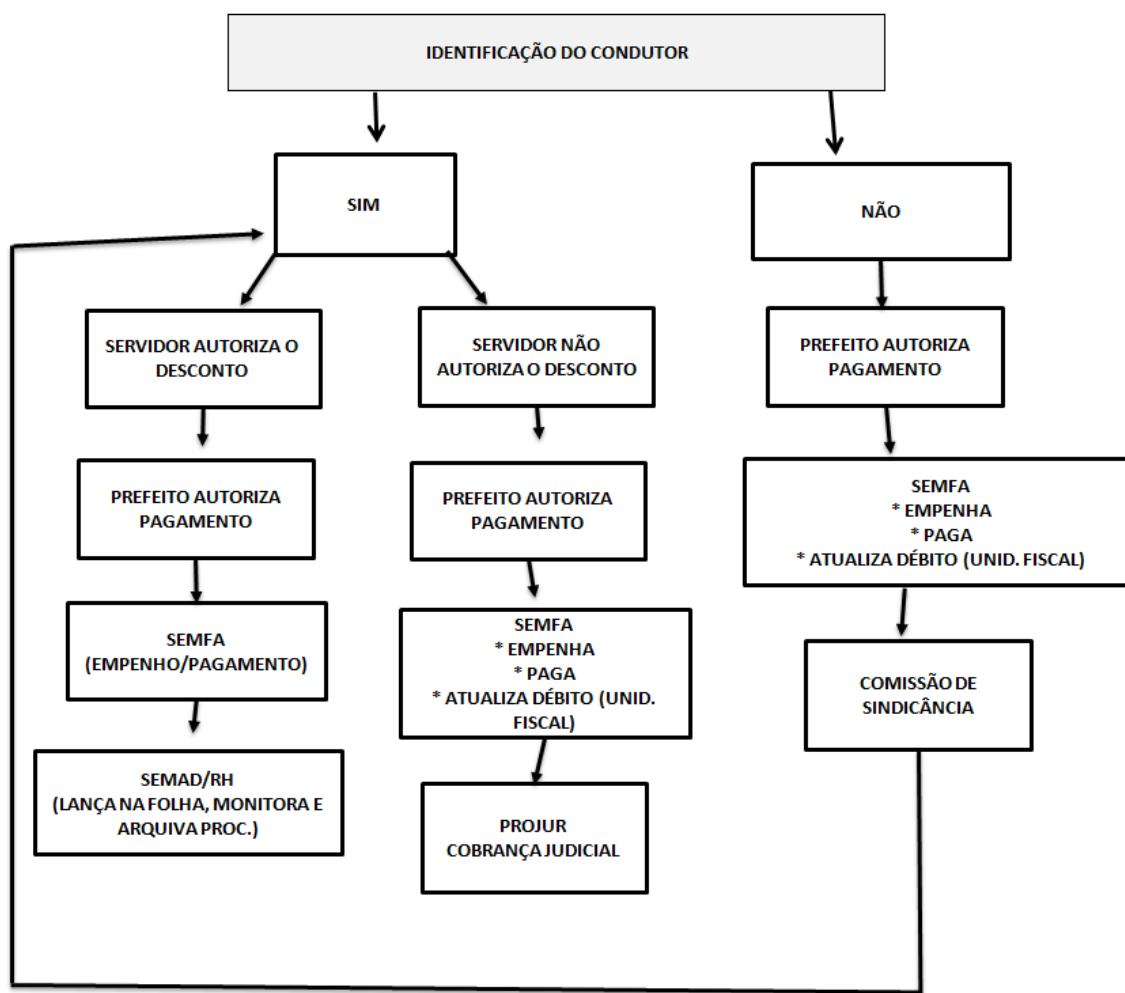 IDENTIFICAÇÃO DO CONDUTOR
SIM
NÃO
SERVIDOR AUTORIZA O
DESCONTO
SERVIDOR NÃO
AUTORIZA O DESCONTO
PREFEITO AUTORIZA
PAGAMENTO
PREFEITO AUTORIZA
PAGAMENTO
PREFEITO AUTORIZA
PAGAMENTO
SEMFA
* EMPENHA
* PAGA
* ATUALIZA DÉBITO (UNID. FISCAL)
SEMFA
(EMPENHO/PAGAMENTO)
SEMFA
* EMPENHA
* PAGA
* ATUALIZA DÉBITO (UNID.
FISCAL)
COMISSÃO DE
SINDICÂNCIA
SEMAD/RH
(LANÇA NA FOLHA, MONITORA E
ARQUIVA PROC.)
PROJUR
COBRANÇA JUDICIAL